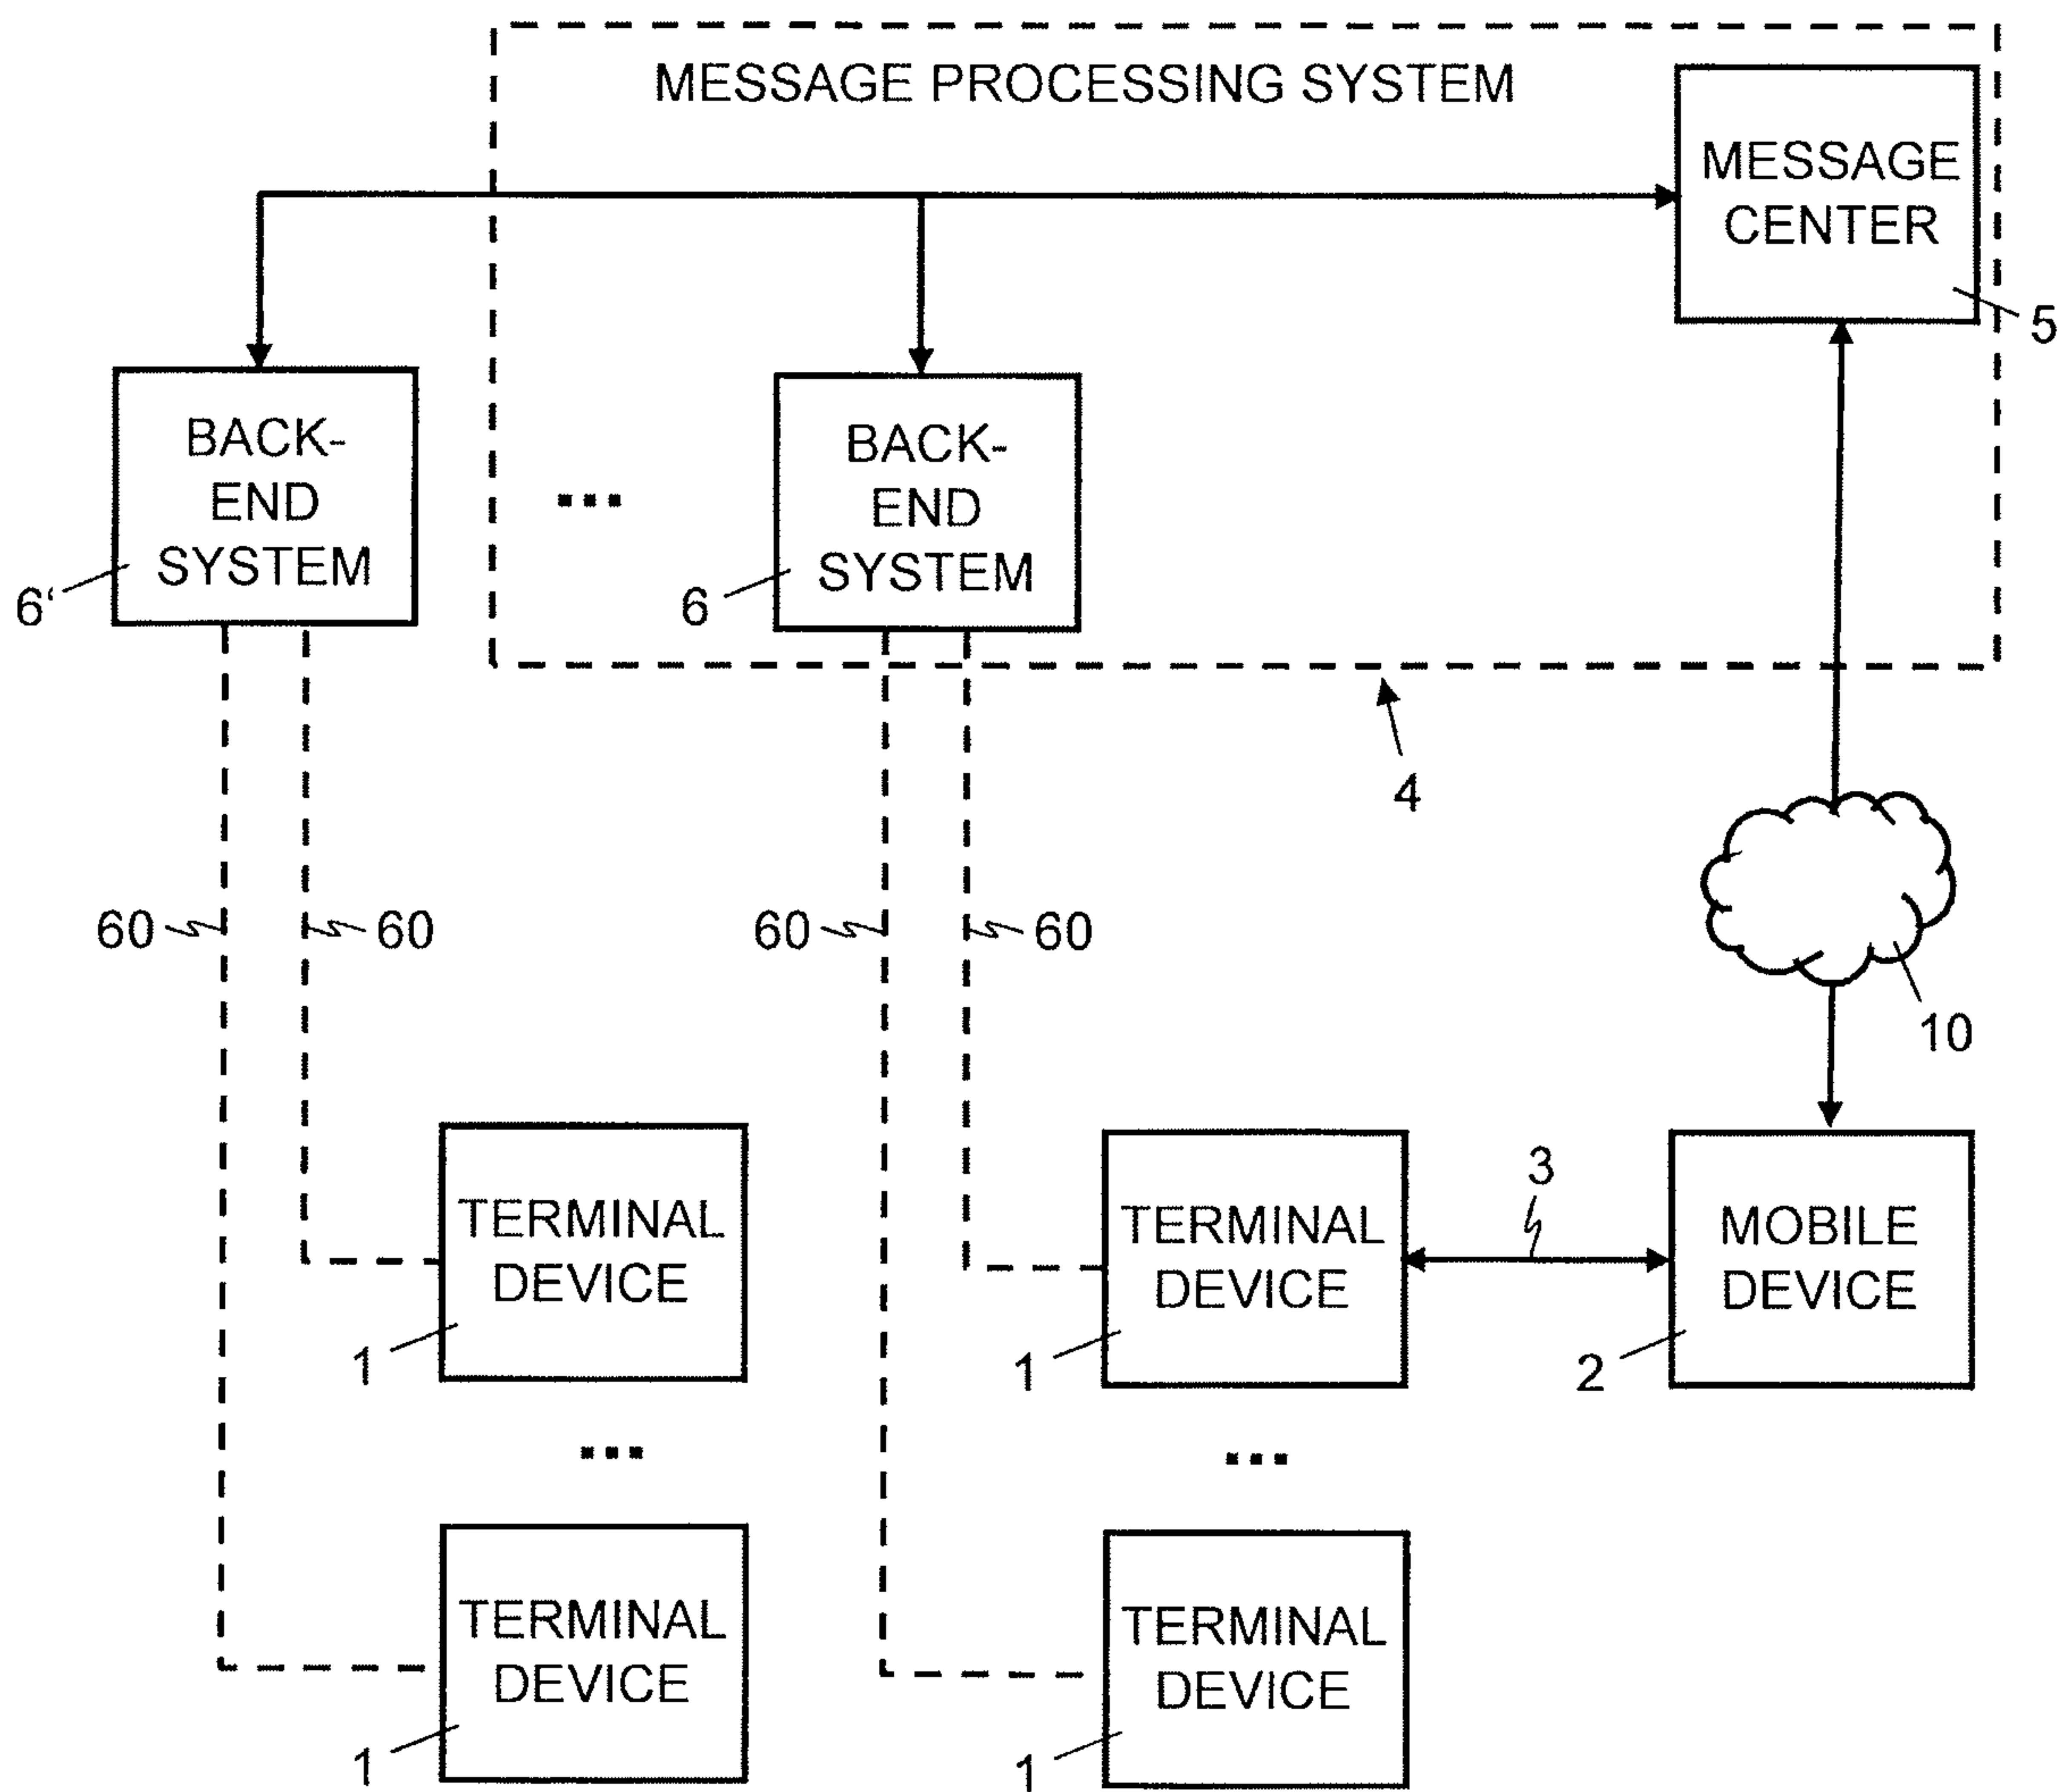 MESSAGE PROCESSING SYSTEM
MESSAGE
CENTER
5
BACK-
END
SYSTEM
6‘
...
BACK-
END
SYSTEM
6
4
60
60
60
60
10
TERMINAL
DEVICE
1
TERMINAL
DEVICE
1
3
MOBILE
DEVICE
2
...
...
TERMINAL
DEVICE
1
TERMINAL
DEVICE
1